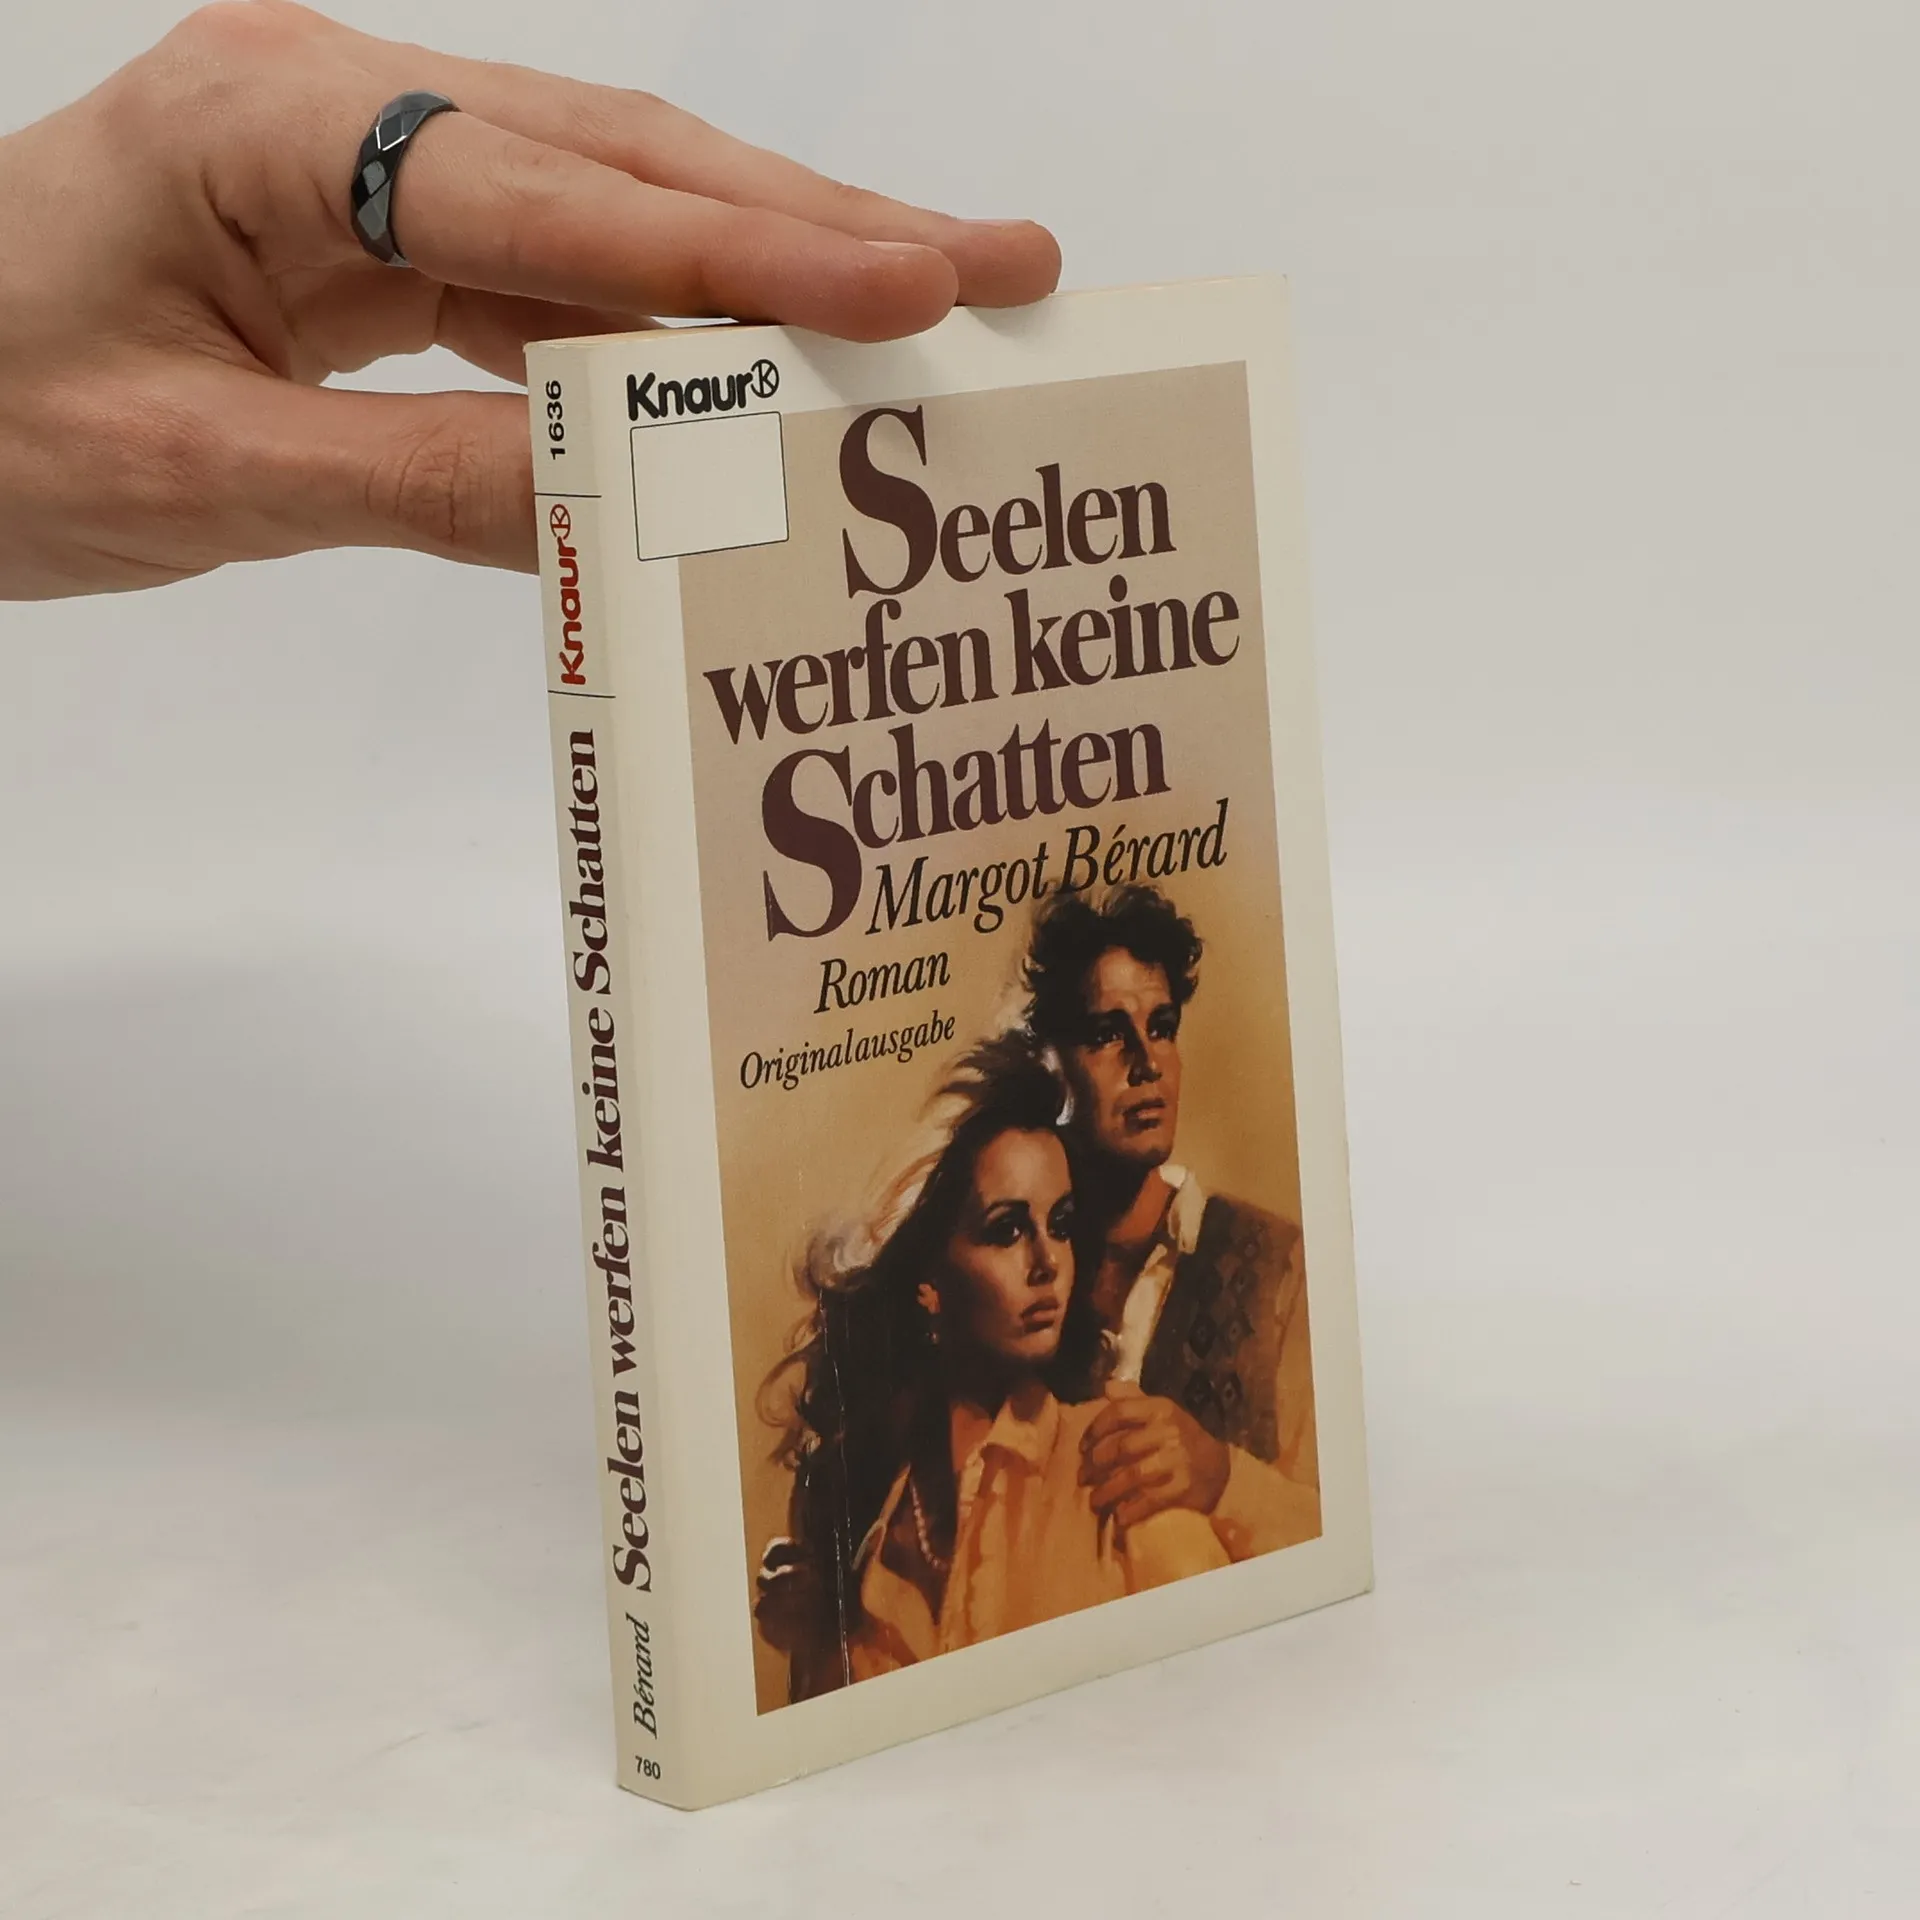 Knaur
Seelen
werfen keine
Schatten
Margot Bérard
Roman
Originalausgabe
1636
Knaur
Seelen werfen keine Schatten
Bérard
780